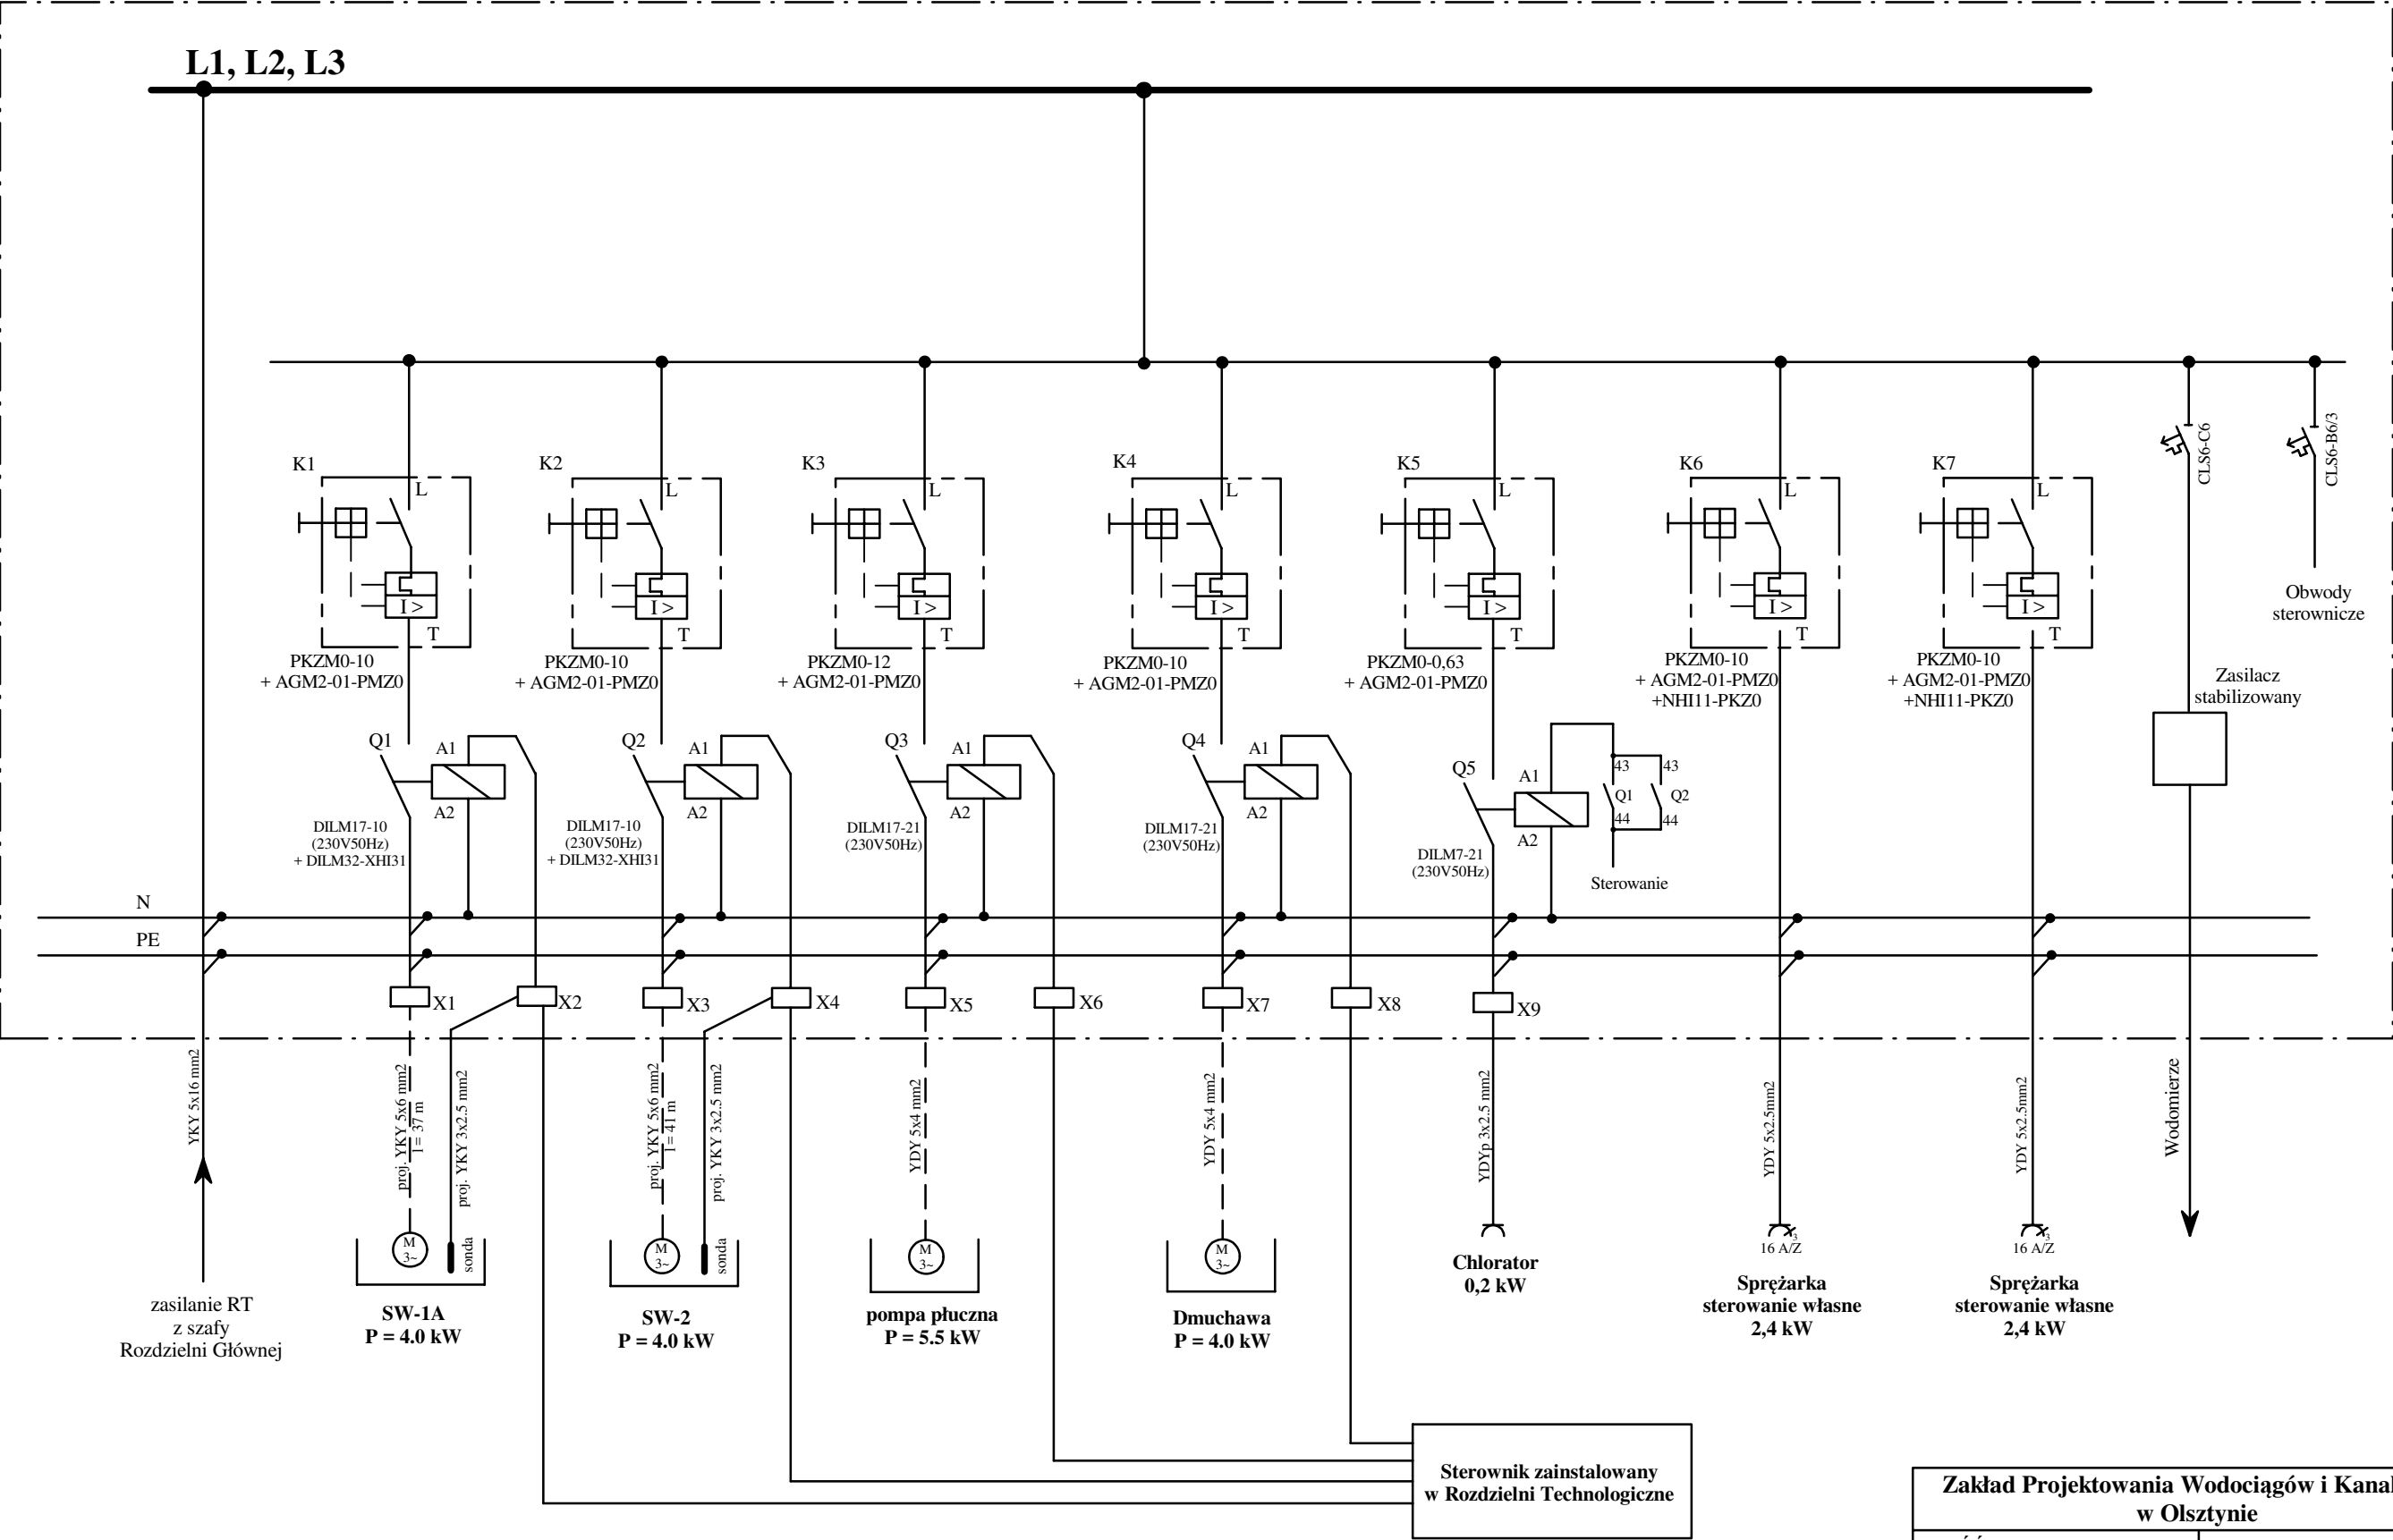 L1, L2, L3
K1
L
I >
T
PKZM0-10
+ AGM2-01-PMZ0
K2
L
I >
T
PKZM0-10
+ AGM2-01-PMZ0
K3
L
I >
T
PKZM0-12
+ AGM2-01-PMZ0
K4
L
I >
T
PKZM0-10
+ AGM2-01-PMZ0
K5
L
I >
T
PKZM0-0,63
+ AGM2-01-PMZ0
K6
L
I >
T
PKZM0-10
+ AGM2-01-PMZ0
+NHI11-PKZ0
K7
L
I >
T
PKZM0-10
+ AGM2-01-PMZ0
+NHI11-PKZ0
CLS6-C6
CLS6-B6/3
Obwody
sterownicze
Zasilacz
stabilizowany
Q1
A1
A2
DILM17-10
(230V50Hz)
+ DILM32-XHI31
Q2
A1
A2
DILM17-10
(230V50Hz)
+ DILM32-XHI31
Q3
A1
A2
DILM17-21
(230V50Hz)
Q4
A1
A2
DILM17-21
(230V50Hz)
Q5
A1
A2
DILM7-21
(230V50Hz)
43
43
Q1
Q2
44
44
Sterowanie
N
PE
X1
X2
X3
X4
X5
X6
X7
X8
X9
YKY 5x16 mm2
proj. YKY 5x6 mm2
l = 37 m
proj. YKY 3x2.5 mm2
proj. YKY 5x6 mm2
l = 41 m
proj. YKY 3x2.5 mm2
YDY 5x4 mm2
YDY 5x4 mm2
YDYp 3x2.5 mm2
YDY 5x2.5mm2
YDY 5x2.5mm2
Wodomierze
zasilanie RT
z szafy
Rozdzielni Głównej
M
3~
sonda
SW-1A
P = 4.0 kW
M
3~
sonda
SW-2
P = 4.0 kW
M
3~
pompa płuczna
P = 5.5 kW
M
3~
Dmuchawa
P = 4.0 kW
Chlorator
0,2 kW
3
16 A/Z
Sprężarka
sterowanie własne
2,4 kW
3
16 A/Z
Sprężarka
sterowanie własne
2,4 kW
Sterownik zainstalowany
w Rozdzielni Technologiczne
Zakład Projektowania Wodociągów i Kanal
w Olsztynie